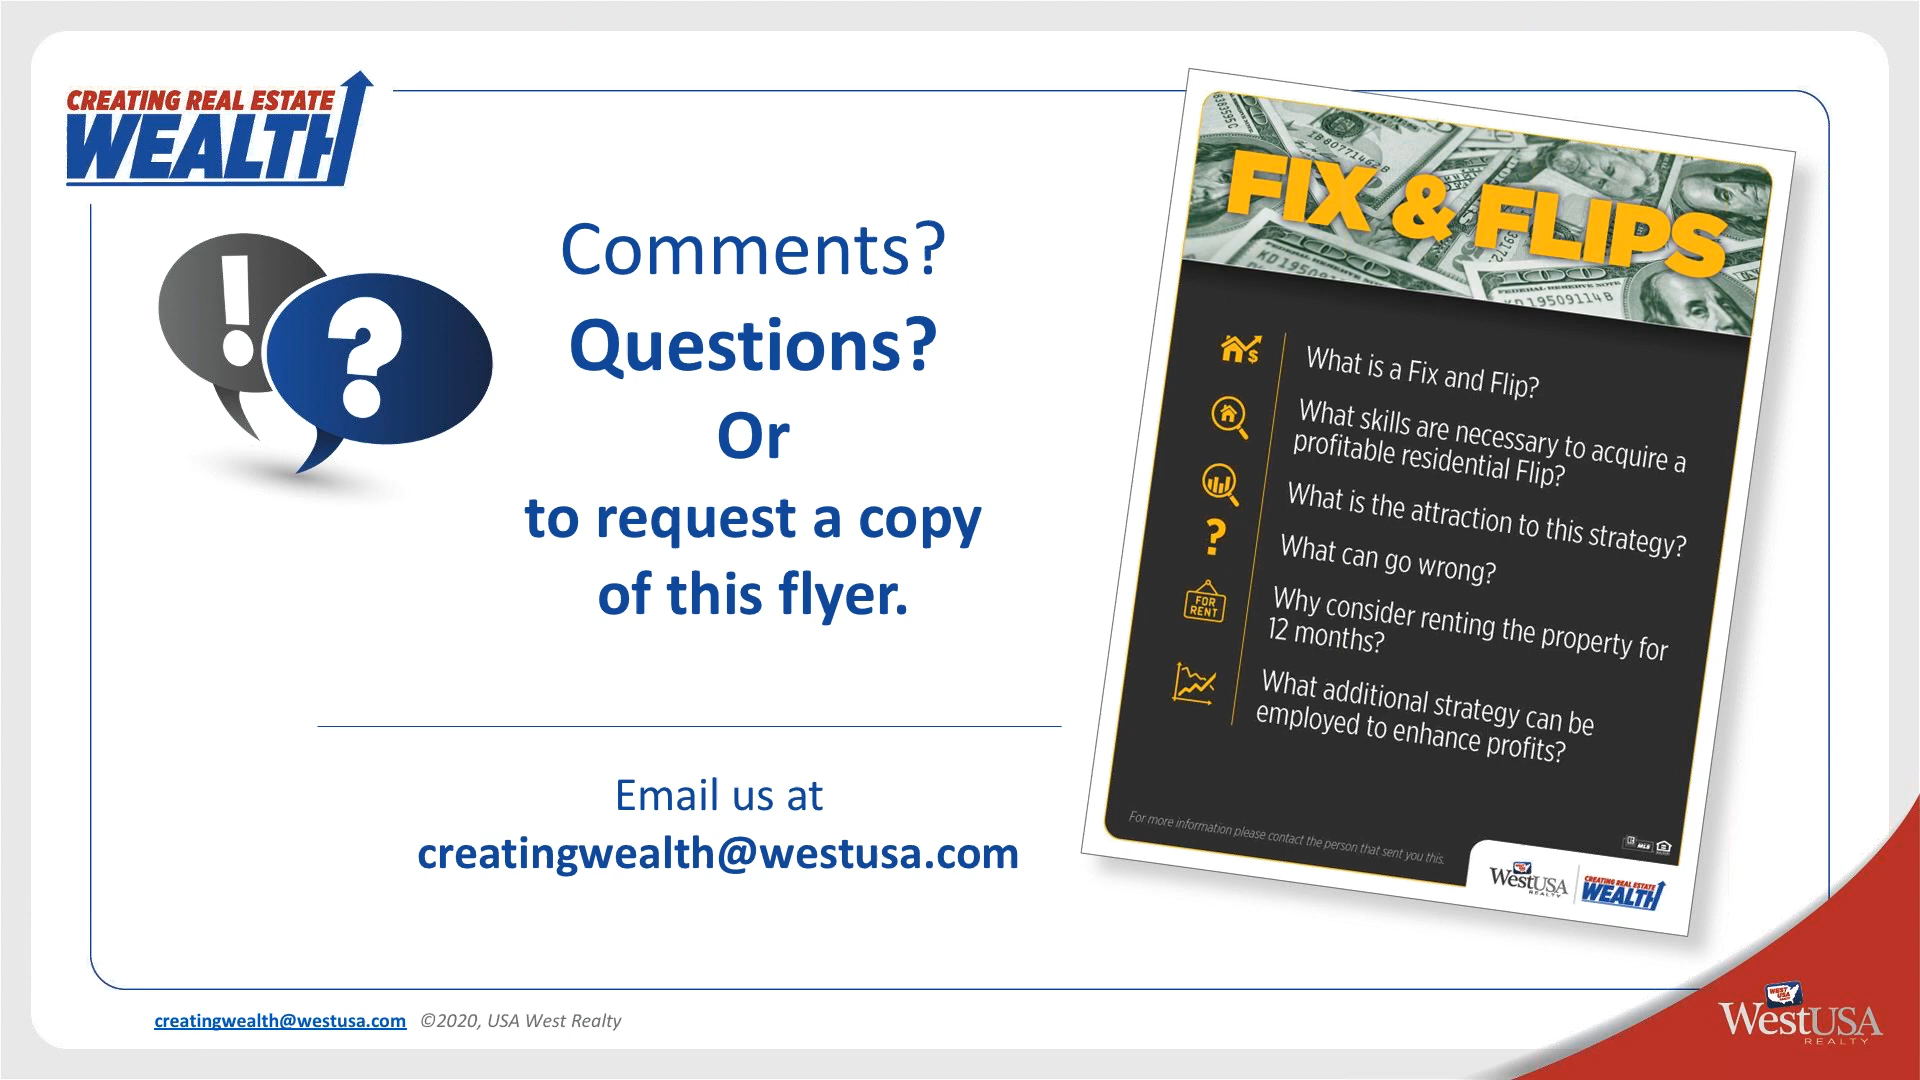 CREATING REAL ESTATE
WEALTH
! ?
Comments?
Questions?
Or
to request a copy
of this flyer.
Email us at
creatingwealth@westusa.com
FIX & FLIPS
What is a Fix and Flip?
What skills are necessary to acquire a
profitable residential Flip?
What is the attraction to this strategy?
?
What can go wrong?
FOR
RENT
Why consider renting the property for
12 months?
What additional strategy can be
employed to enhance profits?
For more information please contact the person that sent you this.
WestUSA
REALTY
CREATING REAL ESTATE
WEALTH
creatingwealth@westusa.com ©2020, USA West Realty
WEST
USA
WestUSA
REALTY